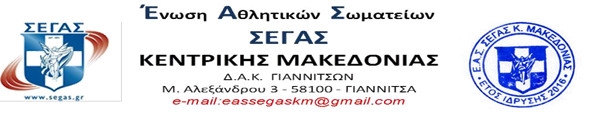 ΣΕΓΑΣ
www.segas.gr
Ένωση Αθλητικών Σωματείων
ΣΕΓΑΣ
ΚΕΝΤΡΙΚΗΣ ΜΑΚΕΔΟΝΙΑΣ
Δ.Α.Κ. ΓΙΑΝΝΙΤΣΩΝ
Μ. Αλεξάνδρου 3 - 58100 - ΓΙΑΝΝΙΤΣΑ
e-mail:eassegaskm@gmail.com
Ε.Α.Σ. ΣΕΓΑΣ Κ. ΜΑΚΕΔΟΝΙΑΣ
ΕΤΟΣ ΙΔΡΥΣΗΣ 2016